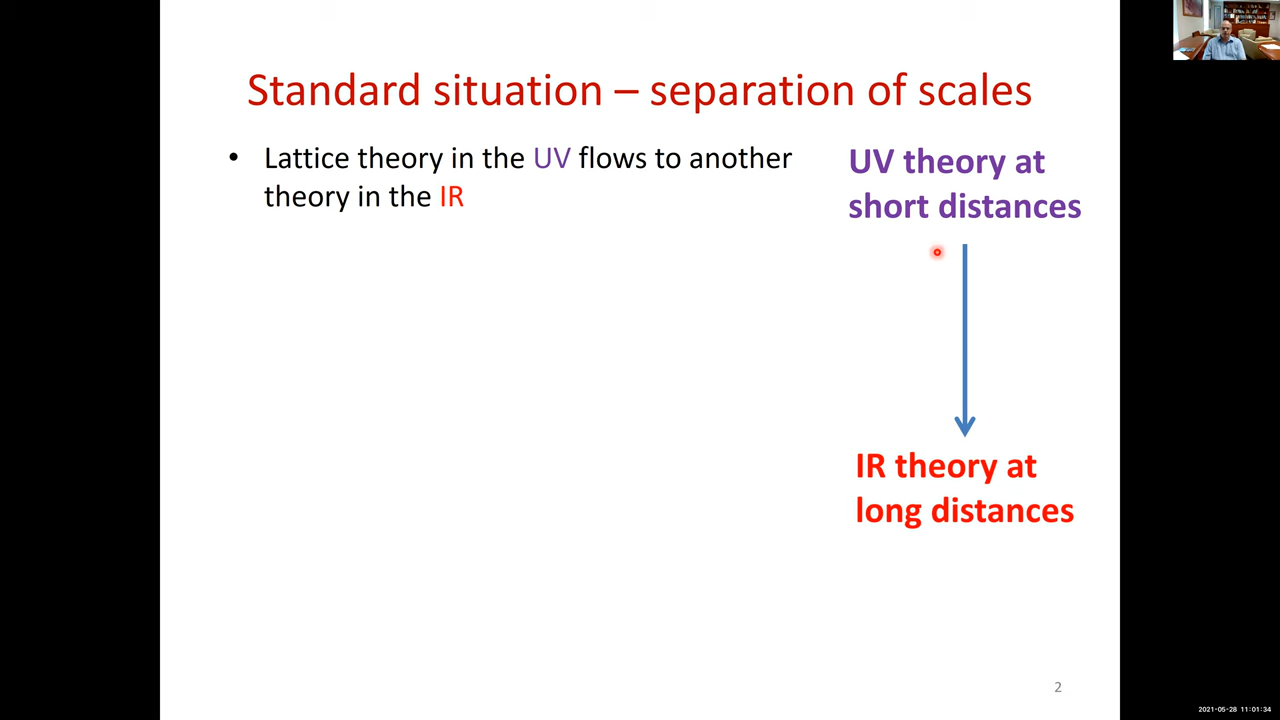 Standard situation – separation of scales
• Lattice theory in the UV flows to another
theory in the IR
UV theory at
short distances
IR theory at
long distances
2
2021-05-28 11:01:34